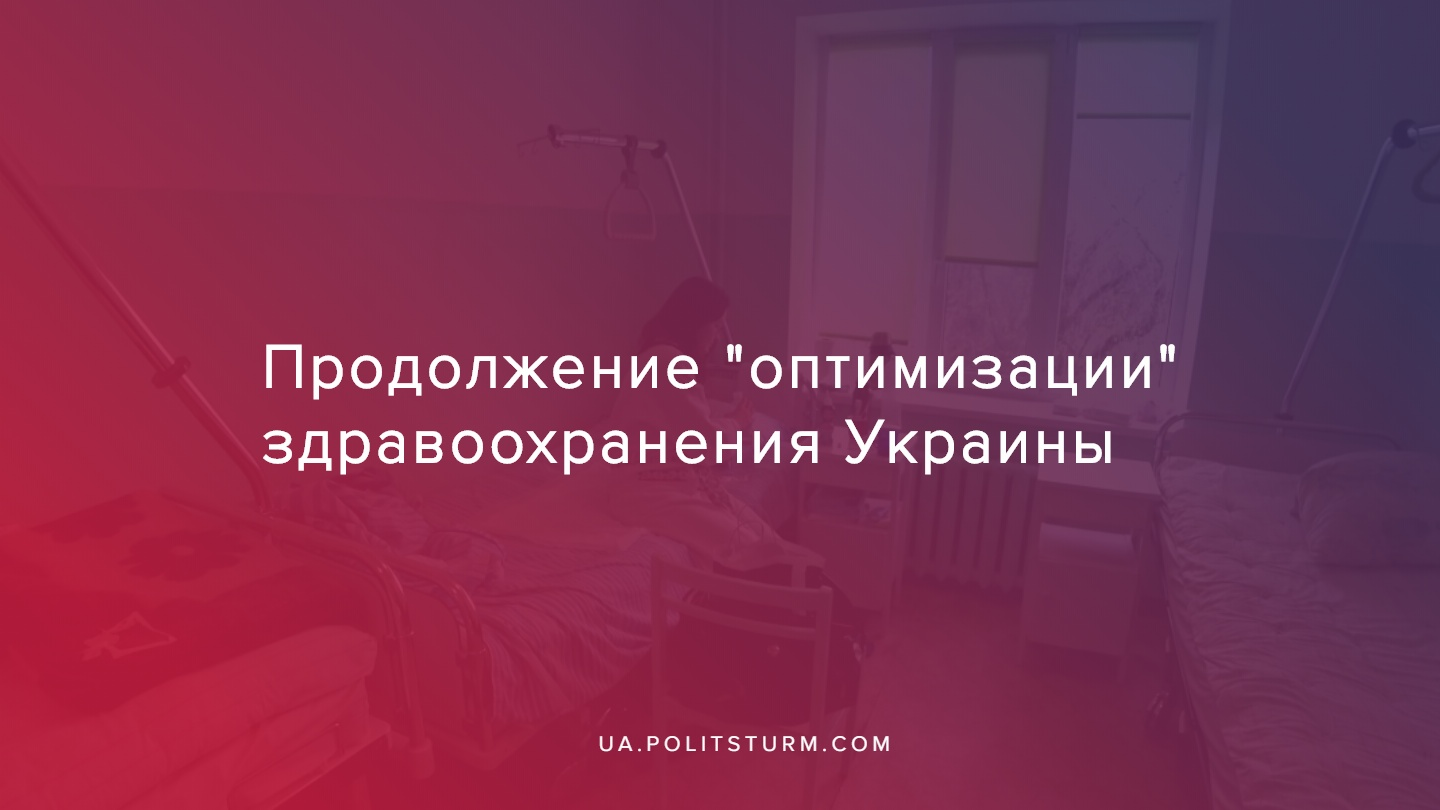 Продолжение "оптимизации"
здравоохранения Украины
UA.POLITSTURM.COM